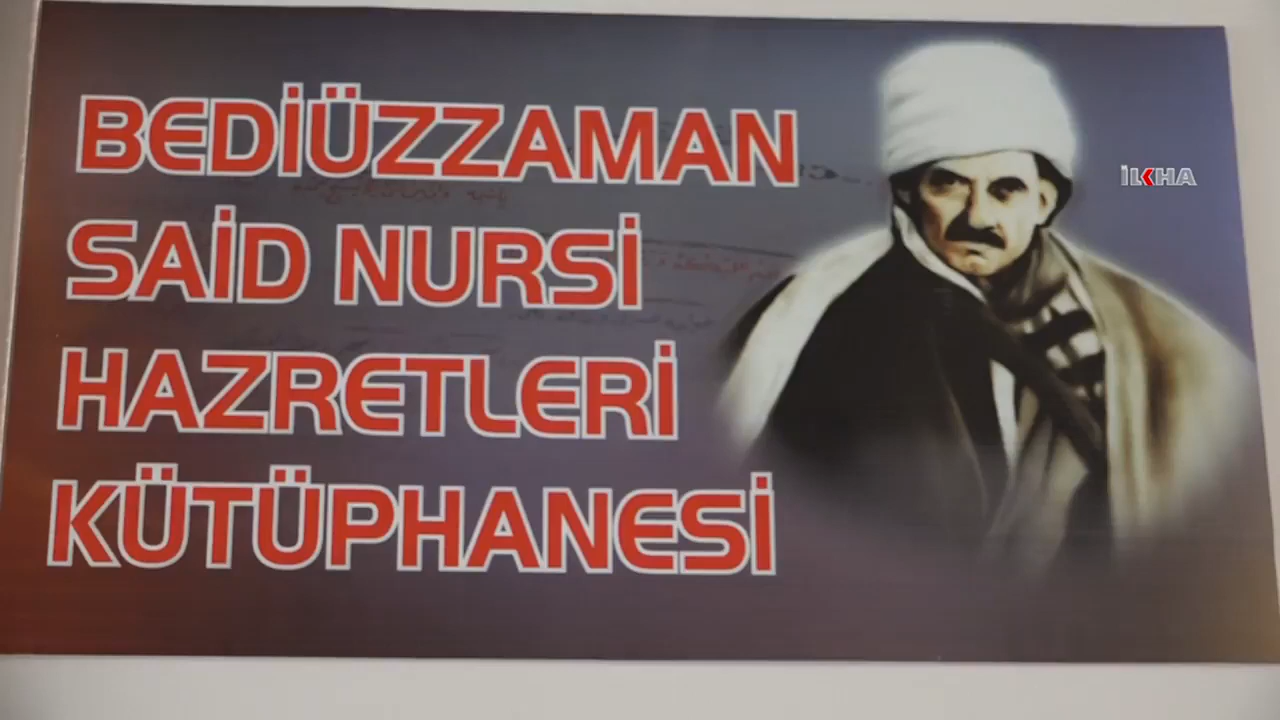 BEDİÜZZAMAN
SAİD NURSİ
HAZRETLERİ
KÜTÜPHANESİ
İLKHA